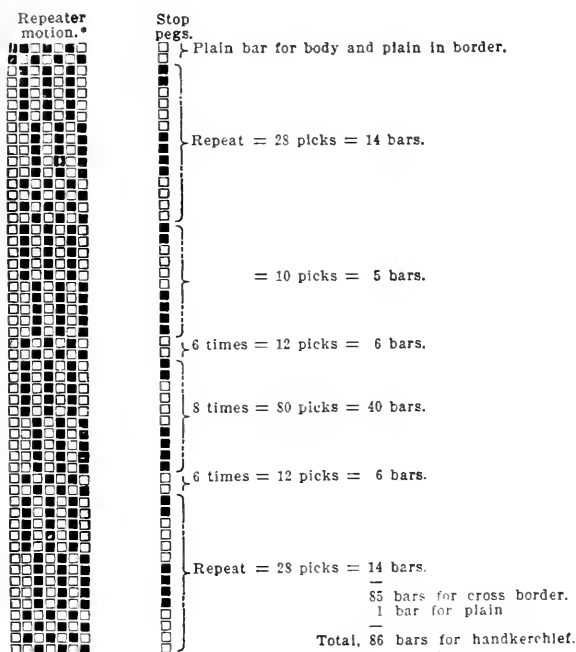 Repeater
motion.*
Stop
pegs.
Plain bar for body and plain in border.
Repeat = 28 picks = 14 bars.
= 10 picks = 5 bars.
6 times = 12 picks = 6 bars.
8 times = 80 picks = 40 bars.
6 times = 12 picks = 6 bars.
Repeat = 28 picks = 14 bars.
85 bars for cross border.
1 bar for plain
Total, 86 bars for handkerchief.